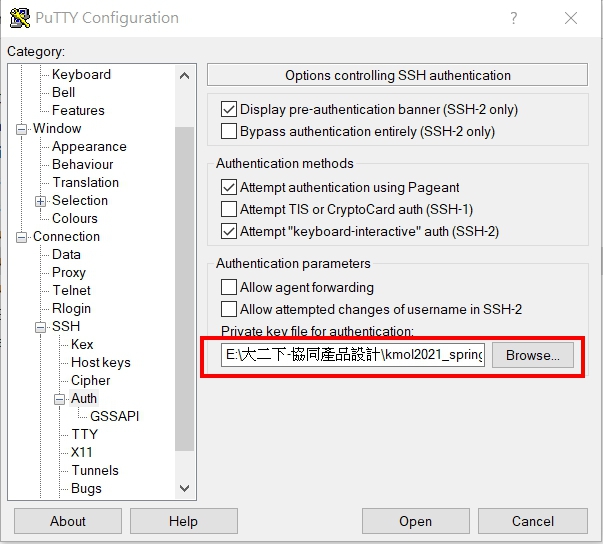 PuTTY Configuration
? ×
Category:
Keyboard
Bell
Features
Window
Appearance
Behaviour
Translation
Selection
Colours
Connection
Data
Proxy
Telnet
Rlogin
SSH
Kex
Host keys
Cipher
Auth
GSSAPI
TTY
X11
Tunnels
Bugs
Options controlling SSH authentication
Display pre-authentication banner (SSH-2 only)
Bypass authentication entirely (SSH-2 only)
Authentication methods
Attempt authentication using Pageant
Attempt TIS or CryptoCard auth (SSH-1)
Attempt "keyboard-interactive" auth (SSH-2)
Authentication parameters
Allow agent forwarding
Allow attempted changes of username in SSH-2
Private key file for authentication:
E:\大二下-協同產品設計\kmol2021_spring
Browse...
About
Help
Open
Cancel